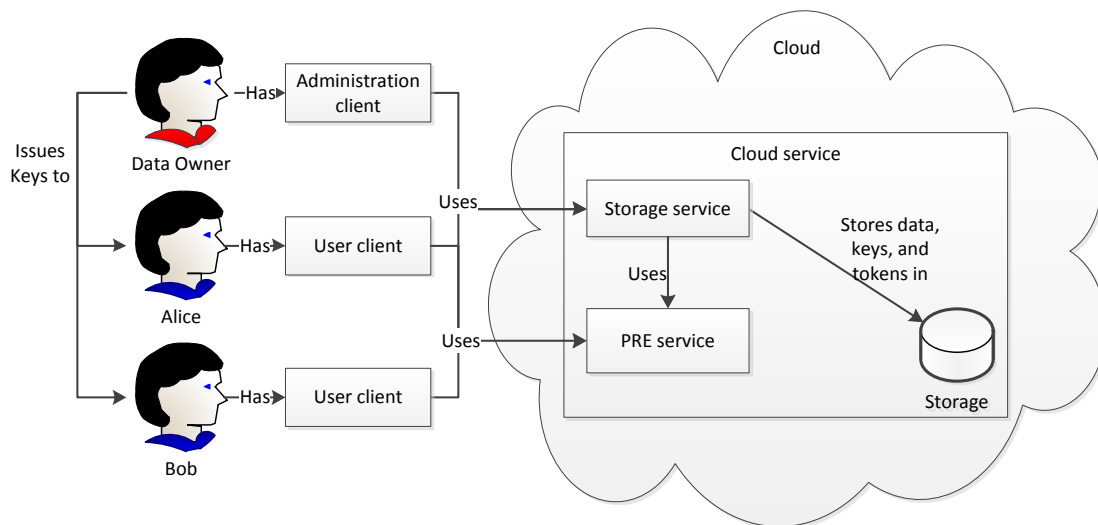 Cloud
Administration
client
Has
Data Owner
Issues
Keys to
Cloud service
Uses
Storage service
Stores data,
keys, and
tokens in
Has
User client
Alice
Uses
Uses
PRE service
Storage
Has
User client
Bob